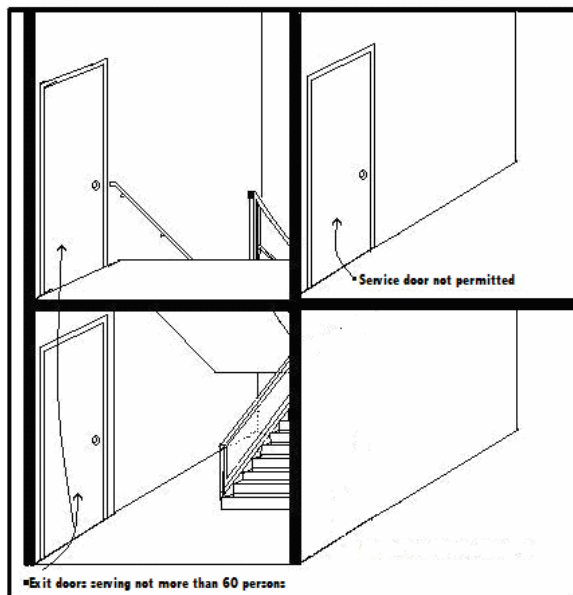 Service door not permitted
Exit doors serving not more than 60 persons